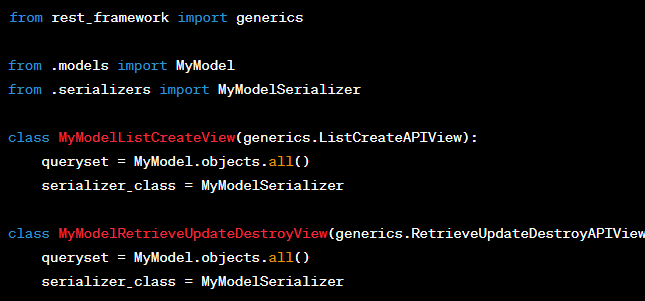 from rest_framework import generics
from .models import MyModel
from .serializers import MyModelSerializer
class MyModelListCreateView(generics.ListCreateAPIView):
queryset = MyModel.objects.all()
serializer_class = MyModelSerializer
class MyModelRetrieveUpdateDestroyView(generics.RetrieveUpdateDestroyAPIView
queryset = MyModel.objects.all()
serializer_class = MyModelSerializer